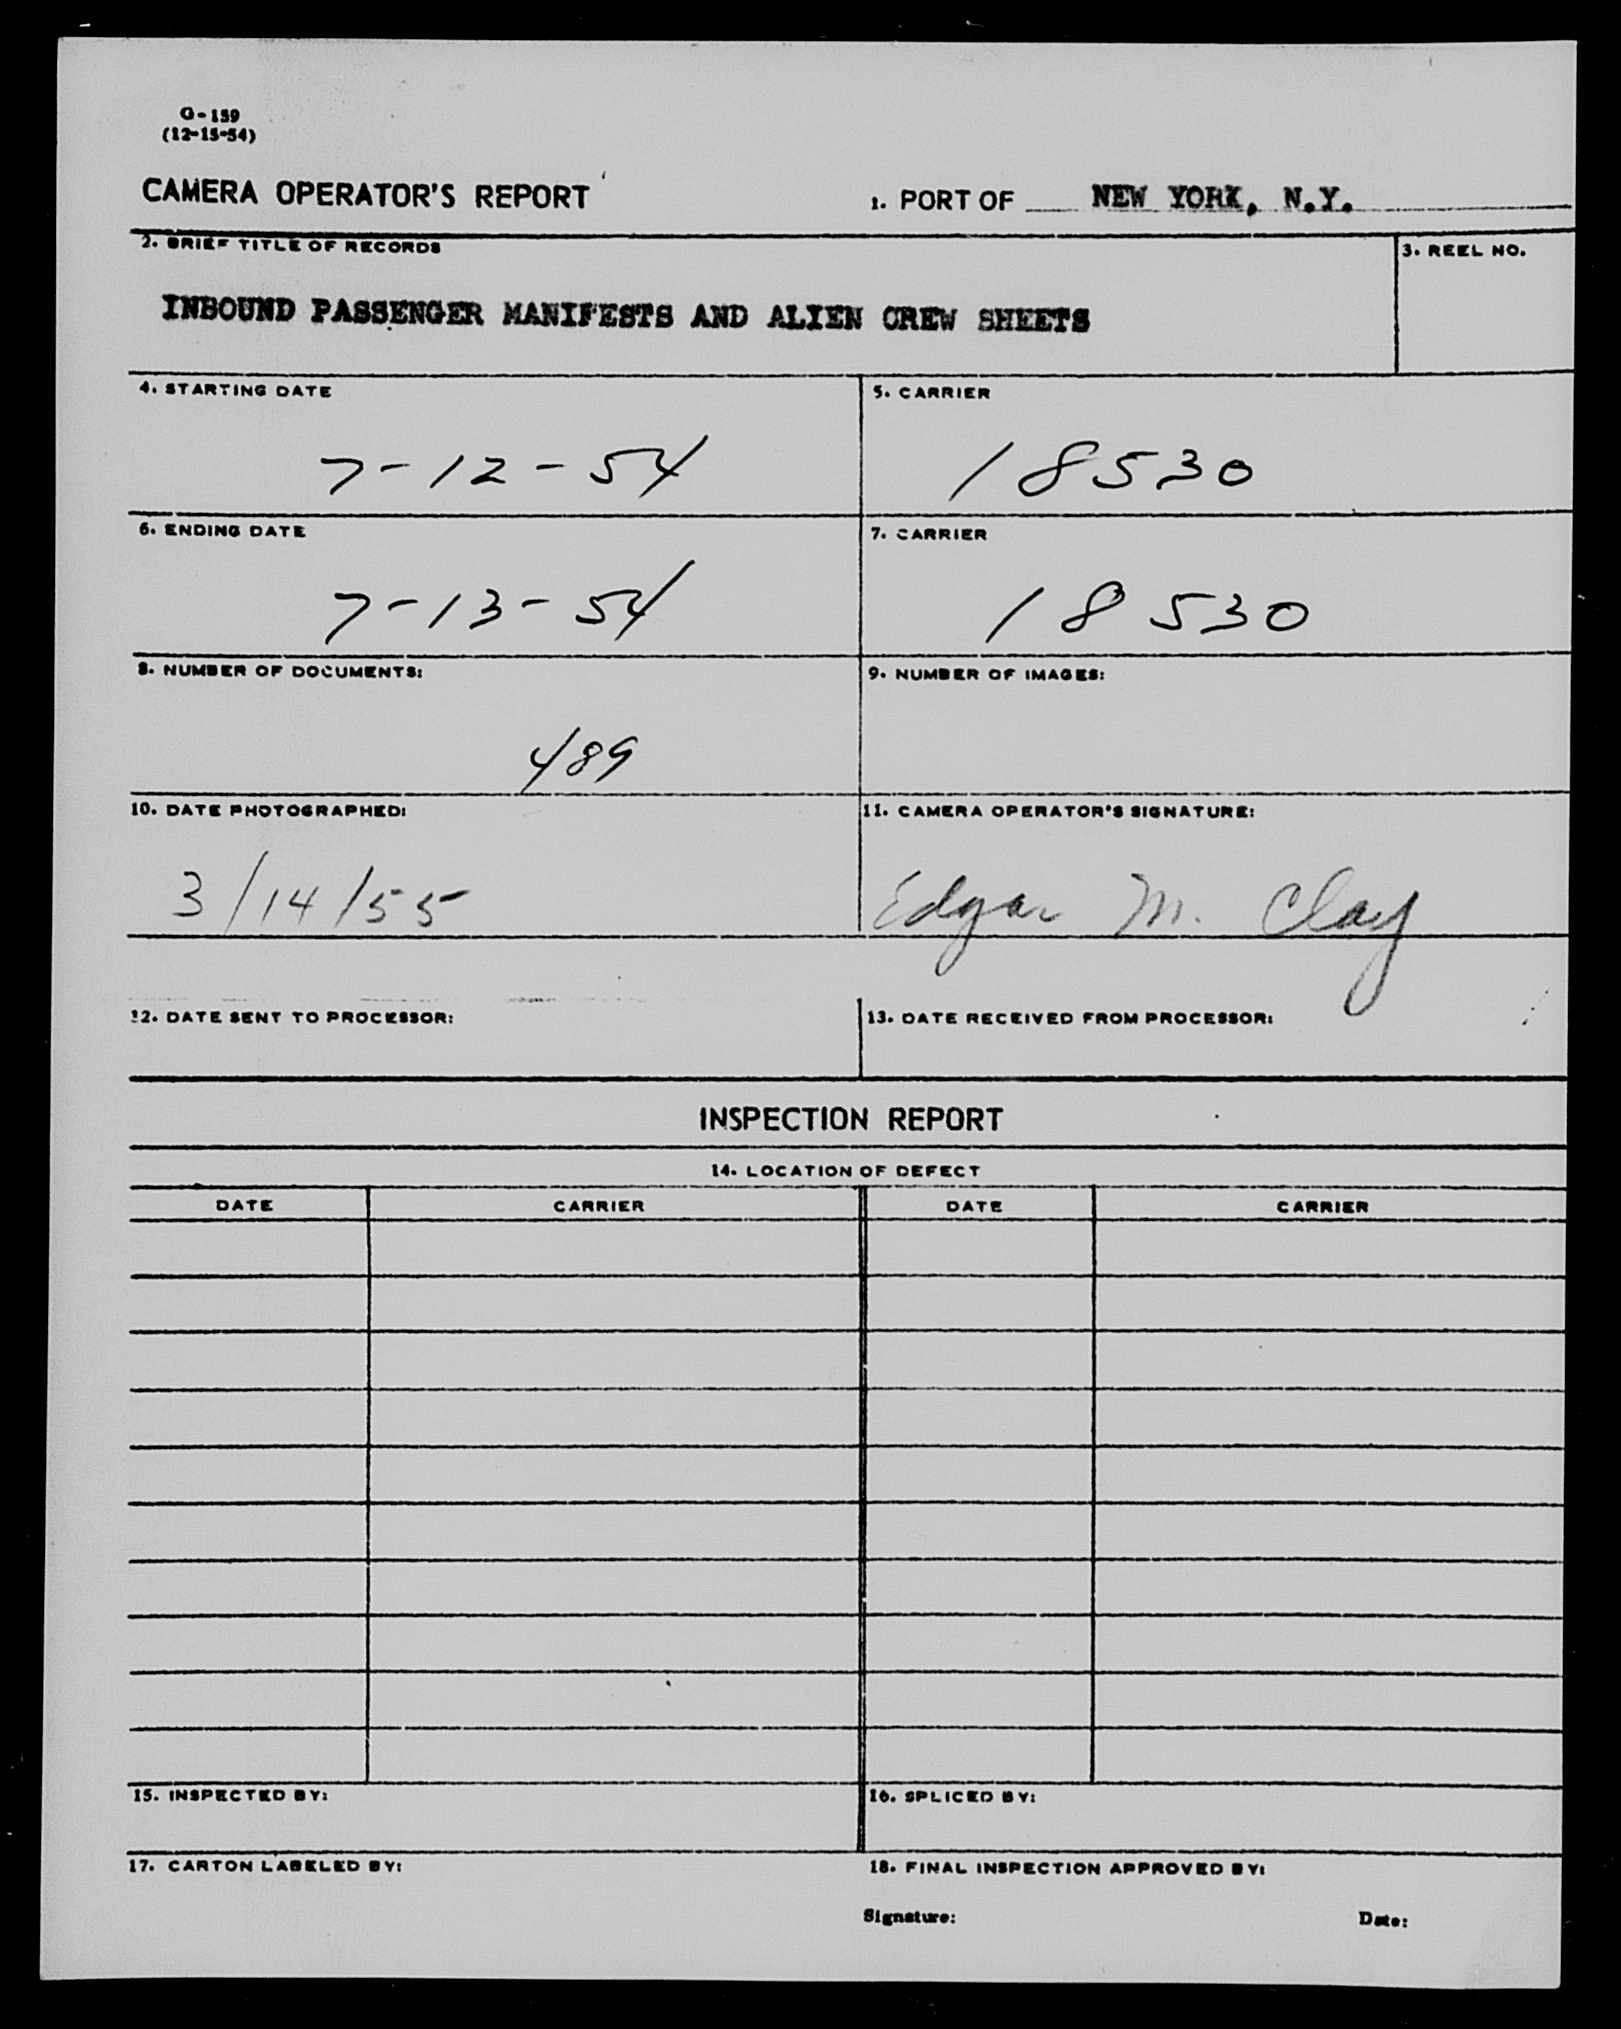 G-159
(12-15-54)
CAMERA OPERATOR'S REPORT
1. PORT OF NEW YORK, N.Y.
2. BRIEF TITLE OF RECORDS
3. REEL NO.
INBOUND PASSENGER MANIFESTS AND ALIEN CREW SHEETS
4. STARTING DATE
5. CARRIER
7-12-54
18530
6. ENDING DATE
7. CARRIER
7-13-54
18530
8. NUMBER OF DOCUMENTS:
9. NUMBER OF IMAGES:
489
10. DATE PHOTOGRAPHED:
11. CAMERA OPERATOR'S SIGNATURE:
3/14/55
Edgar M. Clay
12. DATE SENT TO PROCESSOR:
13. DATE RECEIVED FROM PROCESSOR:
INSPECTION REPORT
14. LOCATION OF DEFECT
DATE CARRIER DATE CARRIER
15. INSPECTED BY:
16. SPLICED BY:
17. CARTON LABELED BY:
18. FINAL INSPECTION APPROVED BY:
Signature: Date: